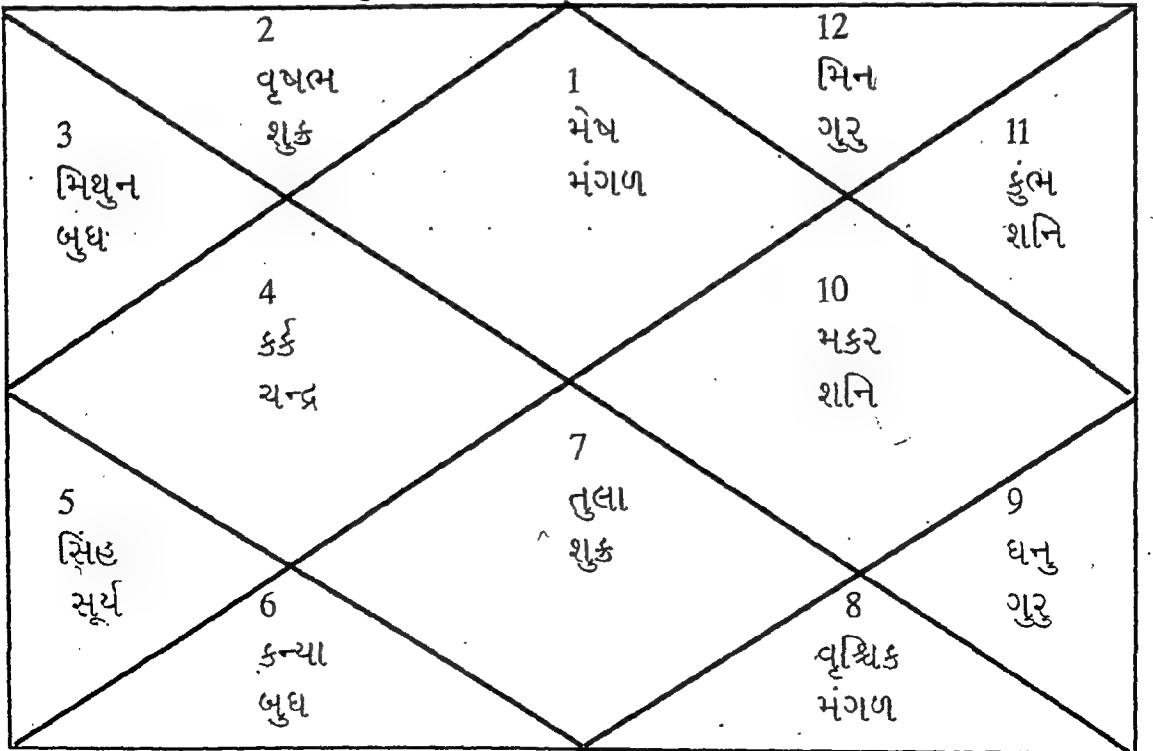 2
વૃષભ
શુક્ર
12
મિન
ગુરુ
1
મેષ
મંગળ
3
મિથુન
બુધ
11
કુંભ
શનિ
4
કર્ક
ચન્દ્ર
10
મકર
શનિ
7
તુલા
શુક્ર
5
સિંહ
સૂર્ય
9
ધનુ
ગુરુ
6
કન્યા
બુધ
8
વૃશ્ચિક
મંગળ